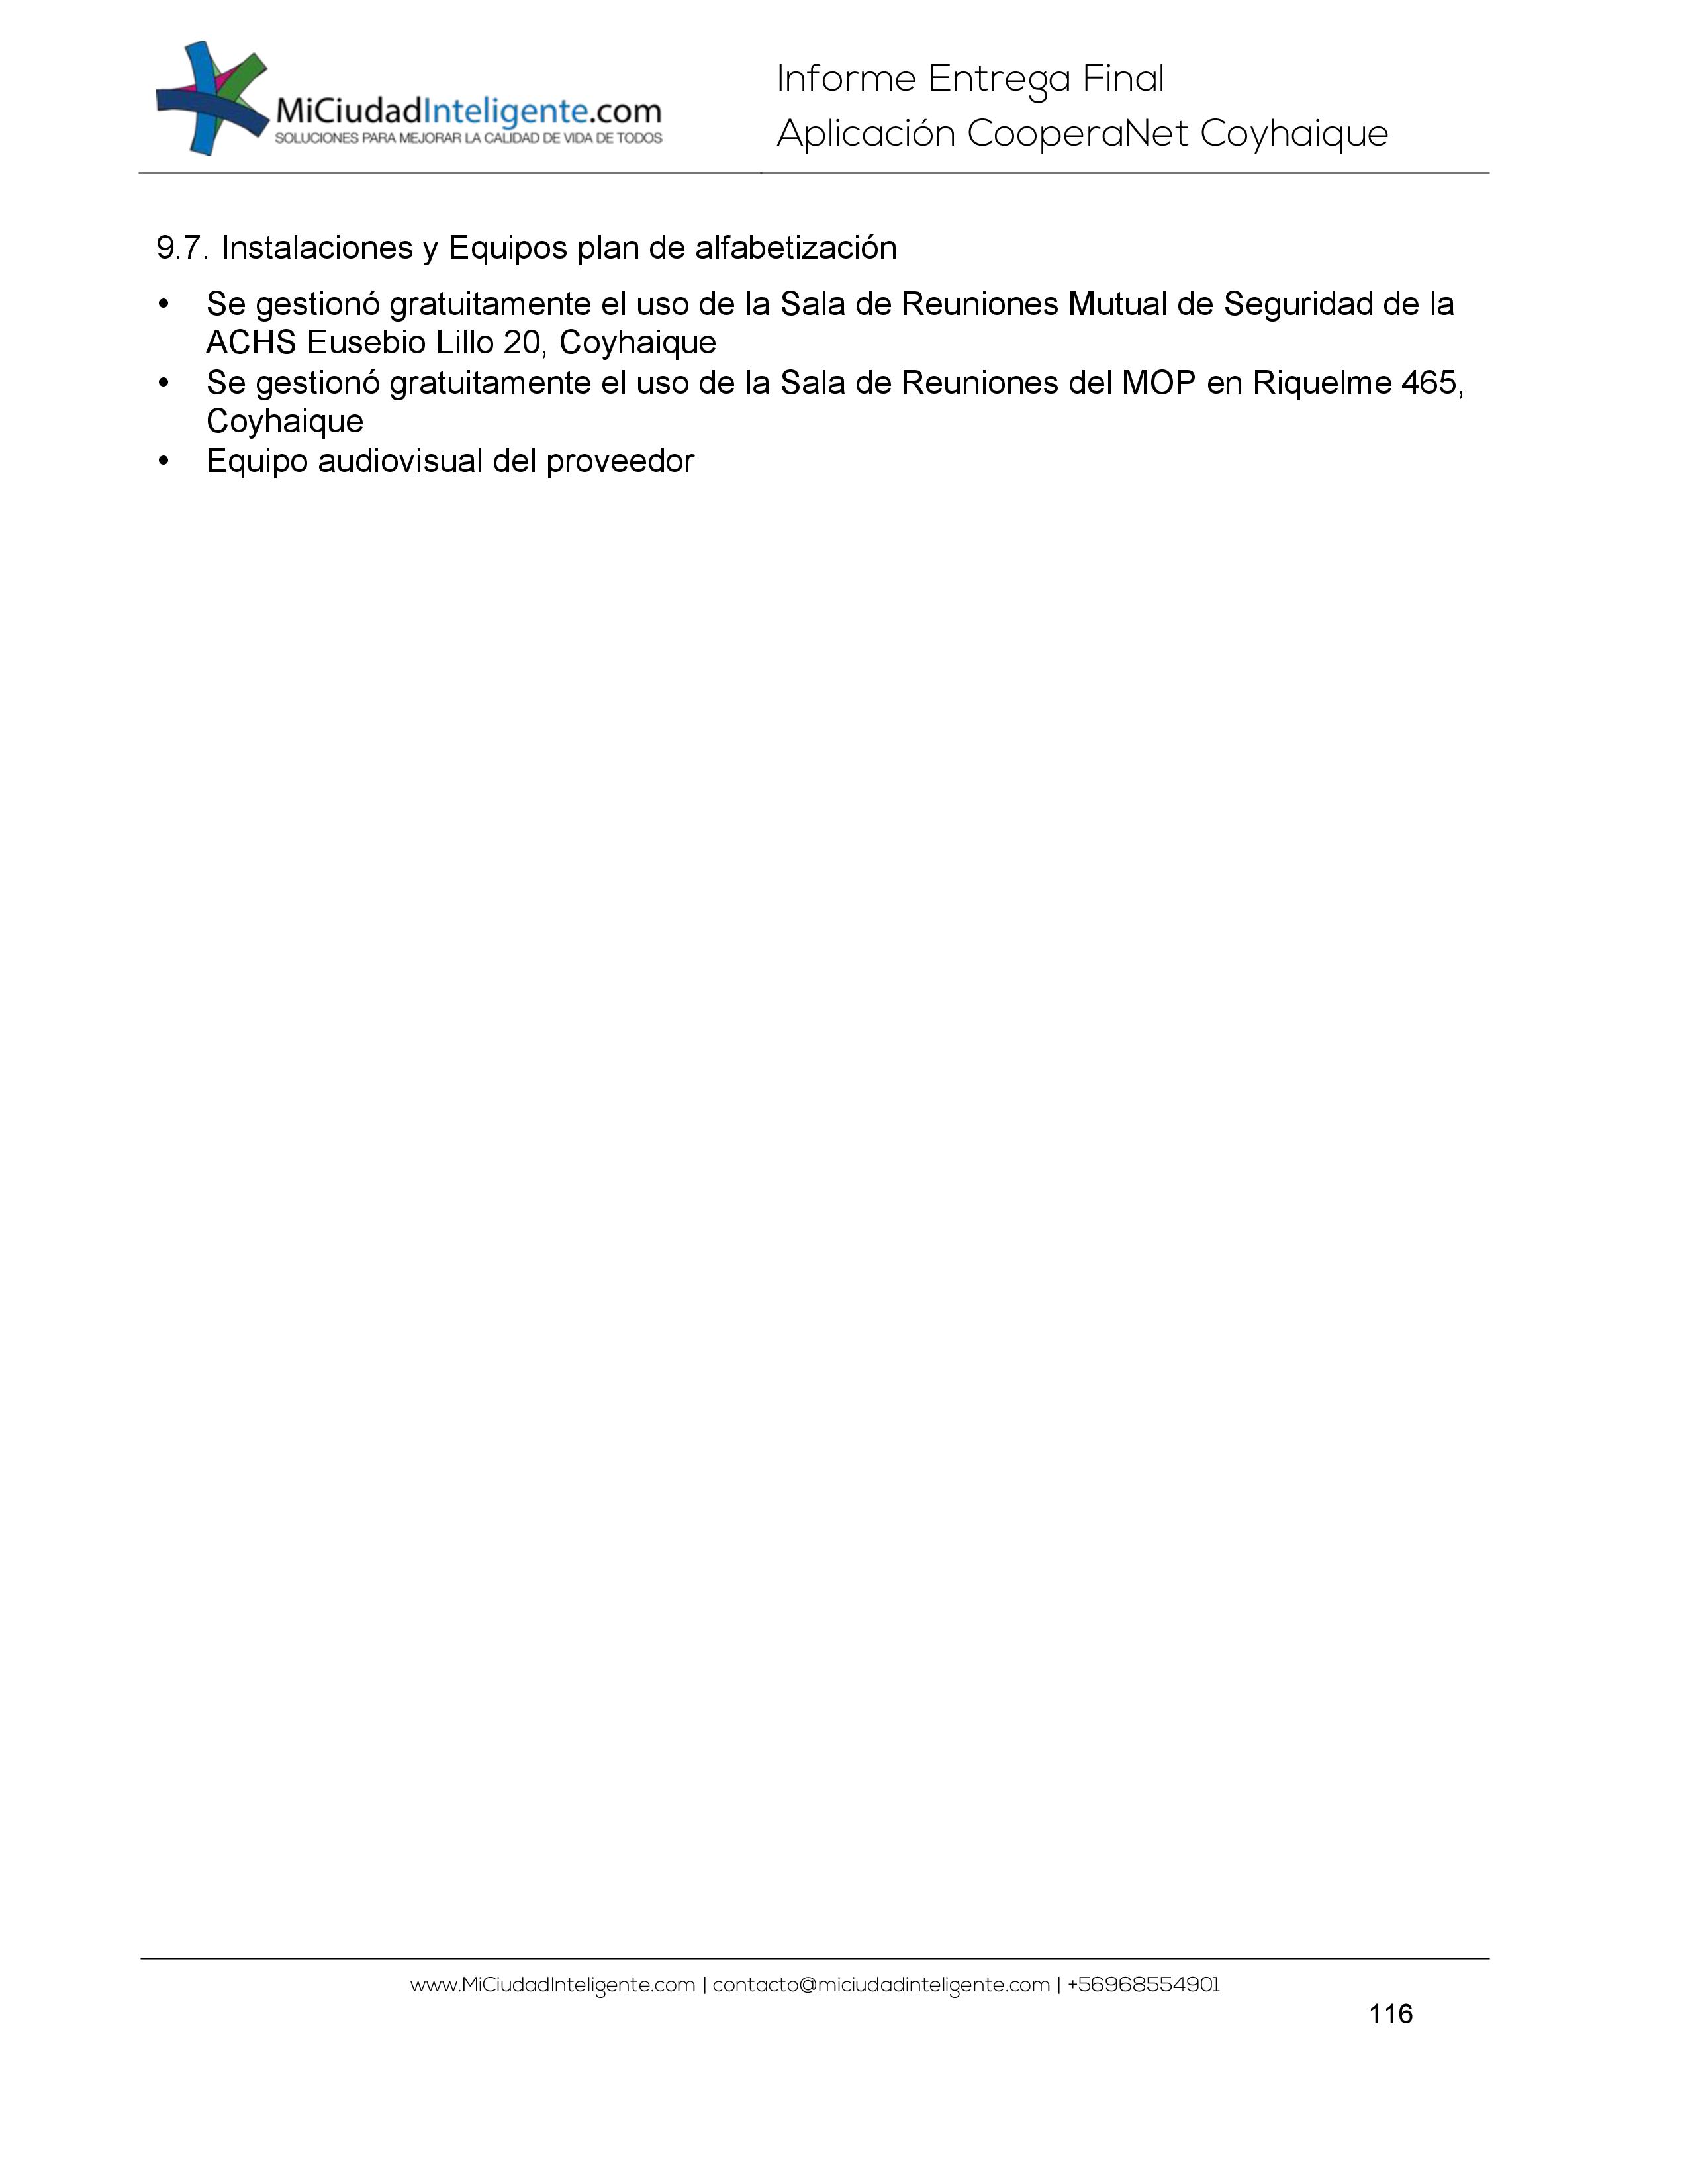 MiCiudadInteligente.com
SOLUCIONES PARA MEJORAR LA CALIDAD DE VIDA DE TODOS
Informe Entrega Final
Aplicación CooperaNet Coyhaique
9.7. Instalaciones y Equipos plan de alfabetización
• Se gestionó gratuitamente el uso de la Sala de Reuniones Mutual de Seguridad de la
ACHS Eusebio Lillo 20, Coyhaique
• Se gestionó gratuitamente el uso de la Sala de Reuniones del MOP en Riquelme 465,
Coyhaique
• Equipo audiovisual del proveedor
www.MiCiudadInteligente.com | contacto@miciudadinteligente.com | +56968554901
116